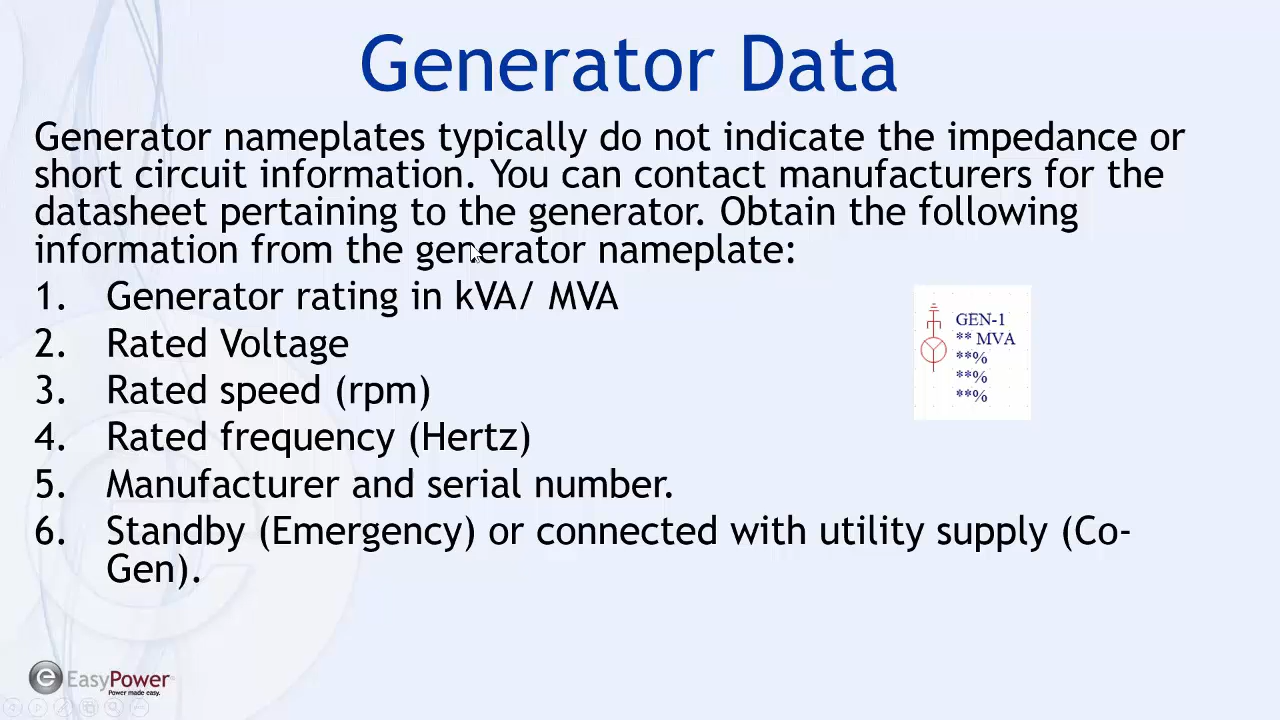 Generator Data
Generator nameplates typically do not indicate the impedance or
short circuit information. You can contact manufacturers for the
datasheet pertaining to the generator. Obtain the following
information from the generator nameplate:
1. Generator rating in kVA/ MVA
2. Rated Voltage
3. Rated speed (rpm)
4. Rated frequency (Hertz)
5. Manufacturer and serial number.
6. Standby (Emergency) or connected with utility supply (Co-
Gen).
GEN-1
** MVA
**%
**%
**%
EasyPower
Power made easy.